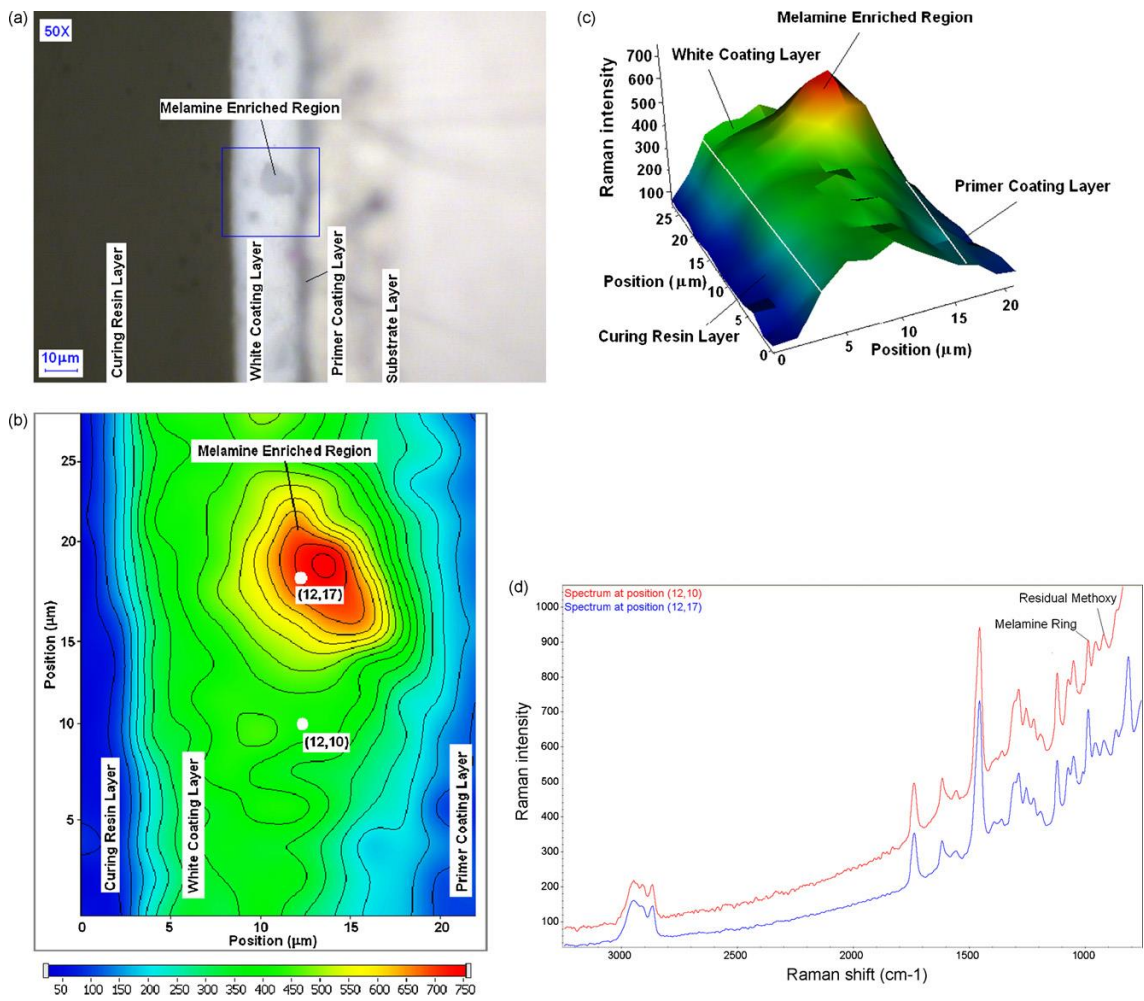 (a)
50X
Melamine Enriched Region
10μm
Curing Resin Layer
White Coating Layer
Primer Coating Layer
Substrate Layer
(c)
Melamine Enriched Region
White Coating Layer
Primer Coating Layer
Curing Resin Layer
Raman intensity
700
600
500
400
300
200
100
25
20
15
10
5
0
Position (μm)
0
5
10
15
20
Position (μm)
(b)
Melamine Enriched Region
(12,17)
(12,10)
Curing Resin Layer
White Coating Layer
Primer Coating Layer
Position (μm)
25
20
15
10
5
0 5 10 15 20
Position (μm)
50 100 150 200 250 300 350 400 450 500 550 600 650 700 750
(d)
Spectrum at position (12,10)
Spectrum at position (12,17)
Residual Methoxy
Melamine Ring
Raman intensity
1000
900
800
700
600
500
400
300
200
100
3000 2500 2000 1500 1000
Raman shift (cm-1)